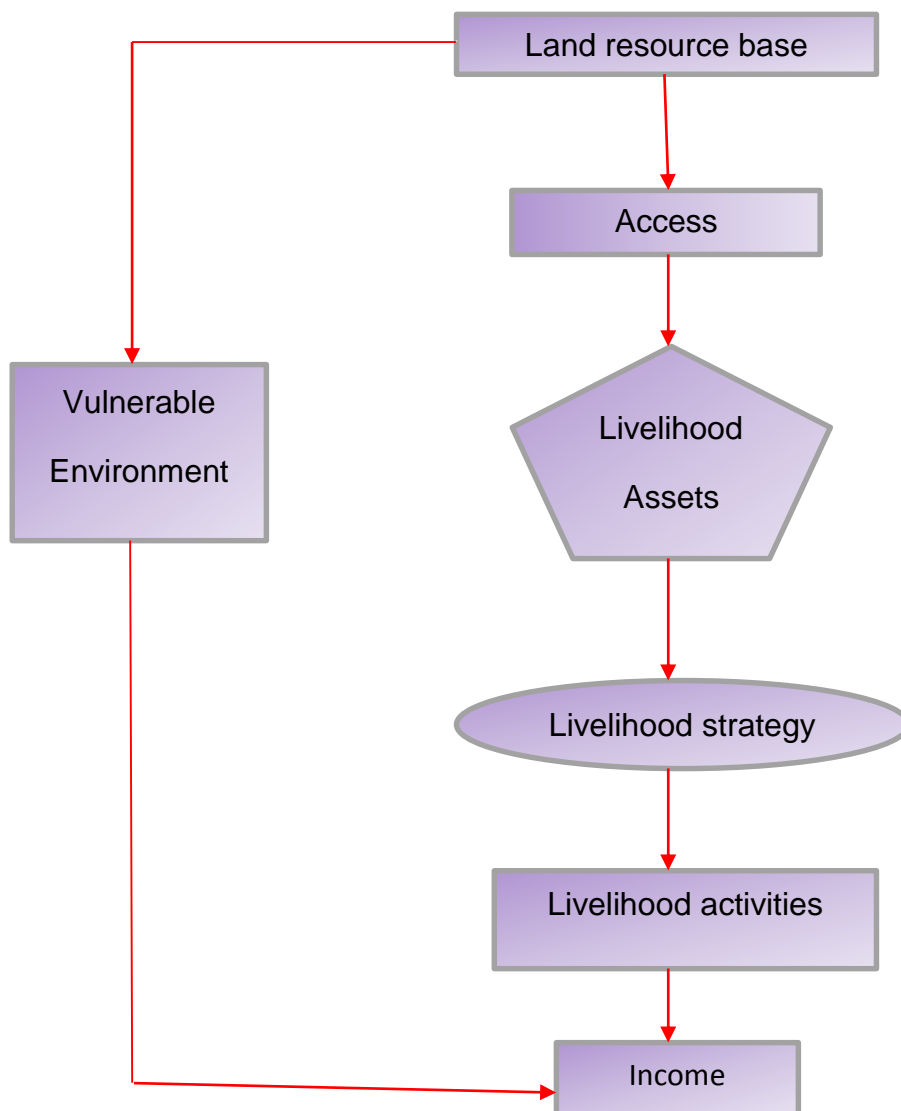 Land resource base
Access
Vulnerable
Environment
Livelihood
Assets
Livelihood strategy
Livelihood activities
Income